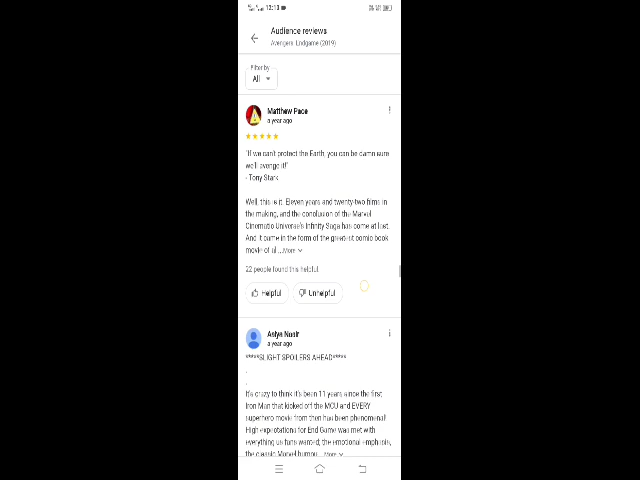 12:13
Audience reviews
Avengers: Endgame (2019)
Filter by
All
Matthew Pace
a year ago
"If we can't protect the Earth, you can be damn sure
we'll avenge it!"
- Tony Stark
Well, this is it. Eleven years and twenty-two films in
the making, and the conclusion of the Marvel
Cinematic Universe's Infinity Saga has come at last.
And it came in the form of the greatest comic book
movie of all ...More
22 people found this helpful.
Helpful
Unhelpful
Asiya Noor
a year ago
*****SLIGHT SPOILERS AHEAD*****
.
.
It's crazy to think it's been 11 years since the first
Iron Man that kicked off the MCU and EVERY
superhero movie from then has been phenomenal!
High expectations for End Game was met with
everything us fans wanted; the emotional emphasis,
the classic Marvel humou... More